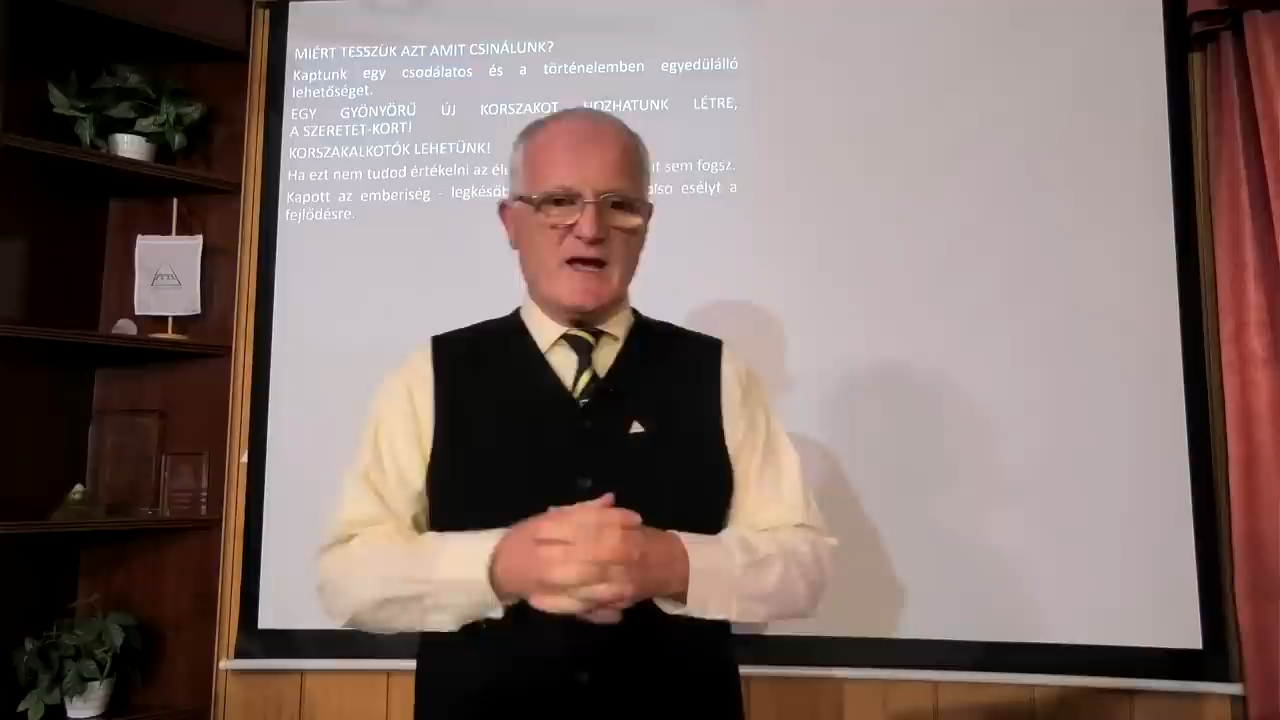 MIÉRT TESSZÜK AZT AMIT CSINÁLUNK?
Kaptunk egy csodálatos és a történelemben egyedülálló
lehetőséget.
EGY GYÖNYÖRŰ ÚJ KORSZAKOT HOZHATUNK LÉTRE,
A SZERETET-KORT!
KORSZAKALKOTÓK LEHETÜNK!
Ha ezt nem tudod értékelni az sem fogsz.
Kapott az emberiség - esélyt a
fejlődésre.